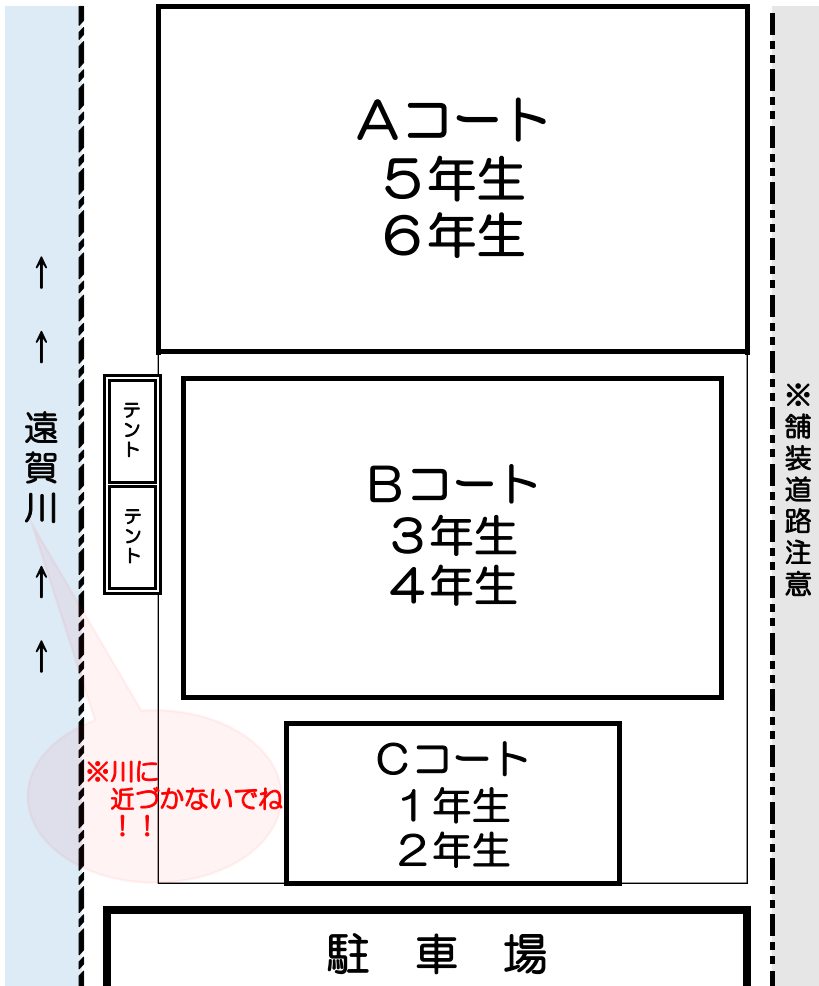 Aコート
5年生
6年生
↑
↑
遠賀川
↑
↑
テント
テント
Bコート
3年生
4年生
※舗装道路注意
※川に
近づかないでね
！！
Cコート
1年生
2年生
駐車場